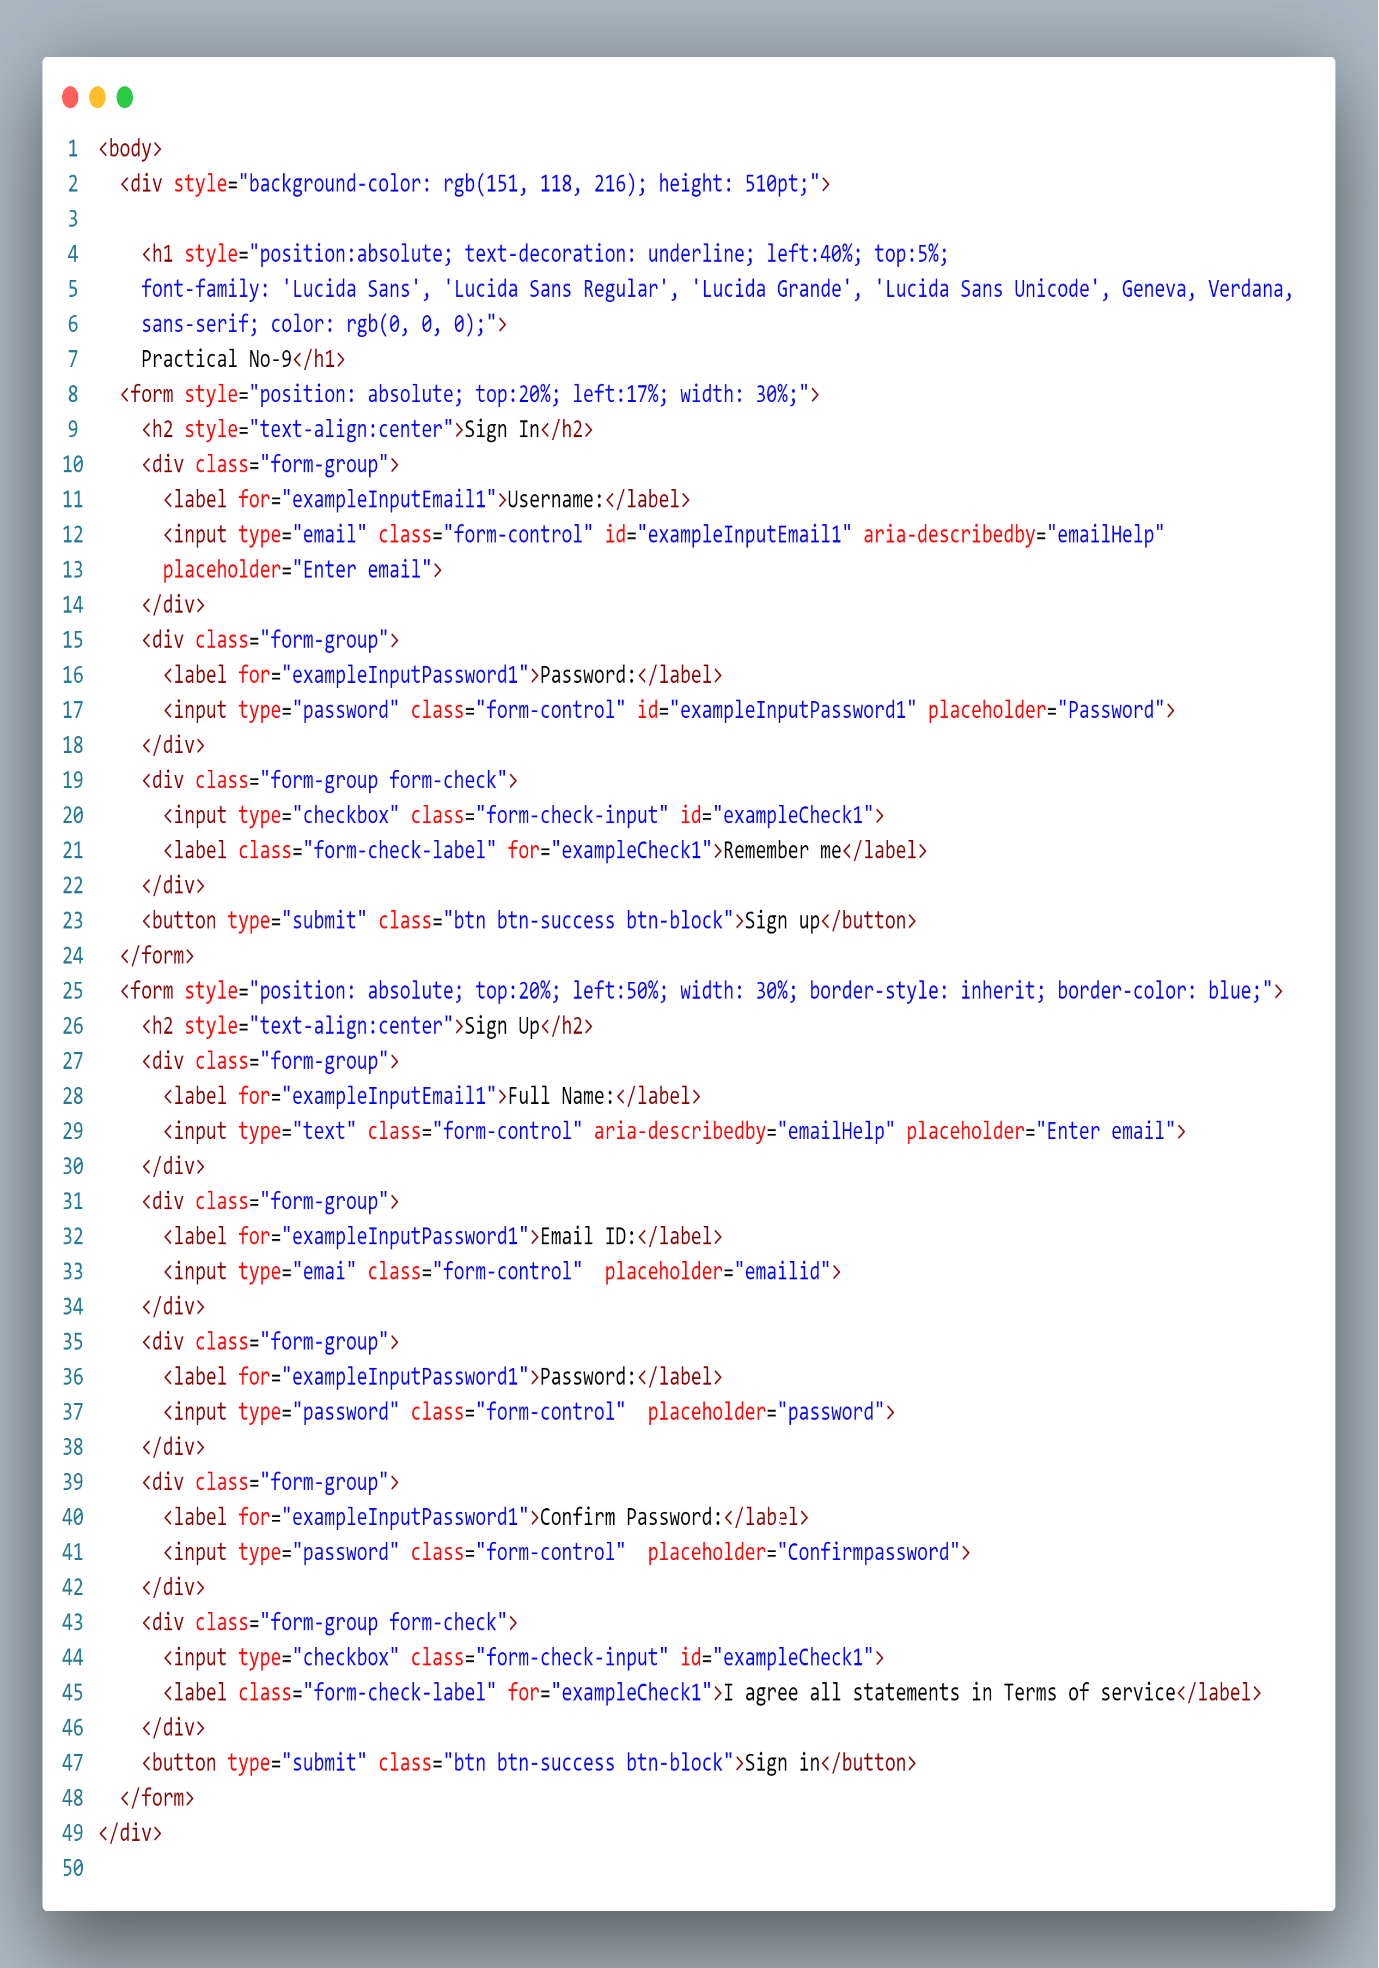 1 <body>
2   <div style="background-color: rgb(151, 118, 216); height: 510pt;">
3
4     <h1 style="position:absolute; text-decoration: underline; left:40%; top:5%;
5     font-family: 'Lucida Sans', 'Lucida Sans Regular', 'Lucida Grande', 'Lucida Sans Unicode', Geneva, Verdana,
6     sans-serif; color: rgb(0, 0, 0);">
7     Practical No-9</h1>
8   <form style="position: absolute; top:20%; left:17%; width: 30%;">
9     <h2 style="text-align:center">Sign In</h2>
10     <div class="form-group">
11       <label for="exampleInputEmail1">Username:</label>
12       <input type="email" class="form-control" id="exampleInputEmail1" aria-describedby="emailHelp"
13       placeholder="Enter email">
14     </div>
15     <div class="form-group">
16       <label for="exampleInputPassword1">Password:</label>
17       <input type="password" class="form-control" id="exampleInputPassword1" placeholder="Password">
18     </div>
19     <div class="form-group form-check">
20       <input type="checkbox" class="form-check-input" id="exampleCheck1">
21       <label class="form-check-label" for="exampleCheck1">Remember me</label>
22     </div>
23     <button type="submit" class="btn btn-success btn-block">Sign up</button>
24   </form>
25   <form style="position: absolute; top:20%; left:50%; width: 30%; border-style: inherit; border-color: blue;">
26     <h2 style="text-align:center">Sign Up</h2>
27     <div class="form-group">
28       <label for="exampleInputEmail1">Full Name:</label>
29       <input type="text" class="form-control" aria-describedby="emailHelp" placeholder="Enter email">
30     </div>
31     <div class="form-group">
32       <label for="exampleInputPassword1">Email ID:</label>
33       <input type="emai" class="form-control"  placeholder="emailid">
34     </div>
35     <div class="form-group">
36       <label for="exampleInputPassword1">Password:</label>
37       <input type="password" class="form-control"  placeholder="password">
38     </div>
39     <div class="form-group">
40       <label for="exampleInputPassword1">Confirm Password:</label>
41       <input type="password" class="form-control"  placeholder="Confirmpassword">
42     </div>
43     <div class="form-group form-check">
44       <input type="checkbox" class="form-check-input" id="exampleCheck1">
45       <label class="form-check-label" for="exampleCheck1">I agree all statements in Terms of service</label>
46     </div>
47     <button type="submit" class="btn btn-success btn-block">Sign in</button>
48   </form>
49 </div>
50